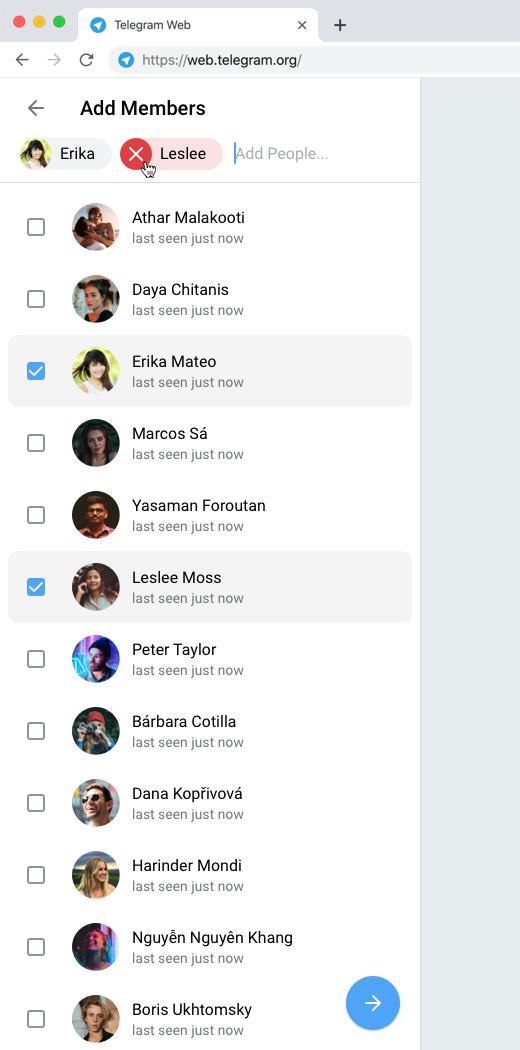 Telegram Web
https://web.telegram.org/
Add Members
Erika
Leslee
Add People...
Athar Malakooti
last seen just now
Daya Chitanis
last seen just now
Erika Mateo
last seen just now
Marcos Sá
last seen just now
Yasaman Foroutan
last seen just now
Leslee Moss
last seen just now
Peter Taylor
last seen just now
Bárbara Cotilla
last seen just now
Dana Kopřivová
last seen just now
Harinder Mondi
last seen just now
Nguyễn Nguyên Khang
last seen just now
Boris Ukhtomsky
last seen just now